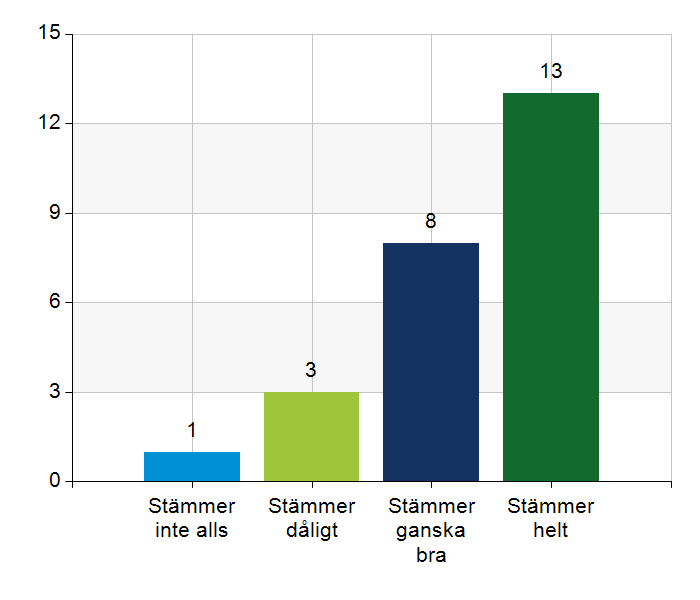 15
13
12
9
8
6
3
3
1
0
Stämmer inte alls
Stämmer dåligt
Stämmer ganska bra
Stämmer helt